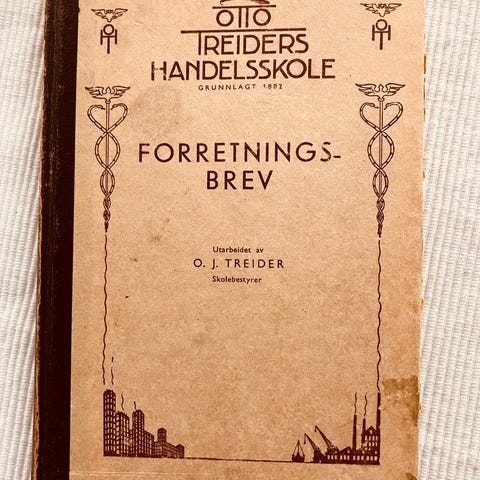 OTTO
TREIDERS
HANDELSSKOLE
GRUNNLAGT 1882
FORRETNINGS-
BREV
Utarbeidet av
O. J. TREIDER
Skolebestyrer